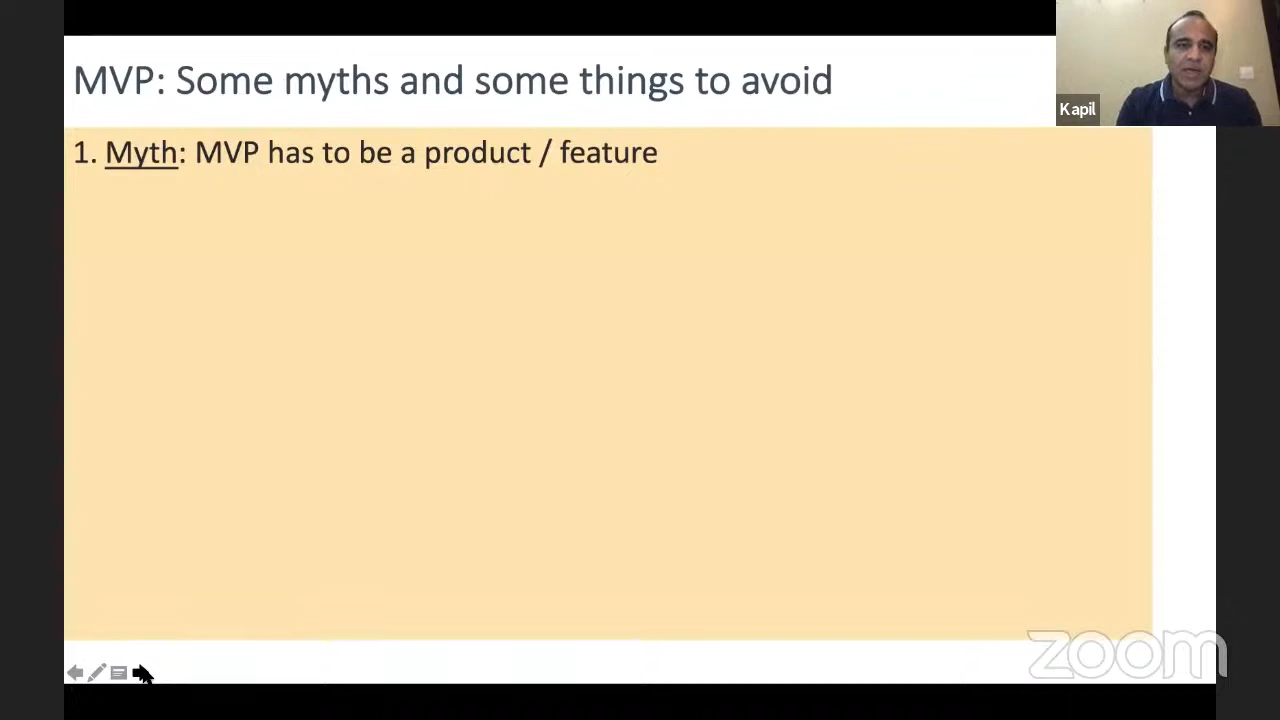 MVP: Some myths and some things to avoid
Kapil
1. Myth: MVP has to be a product / feature
zoom